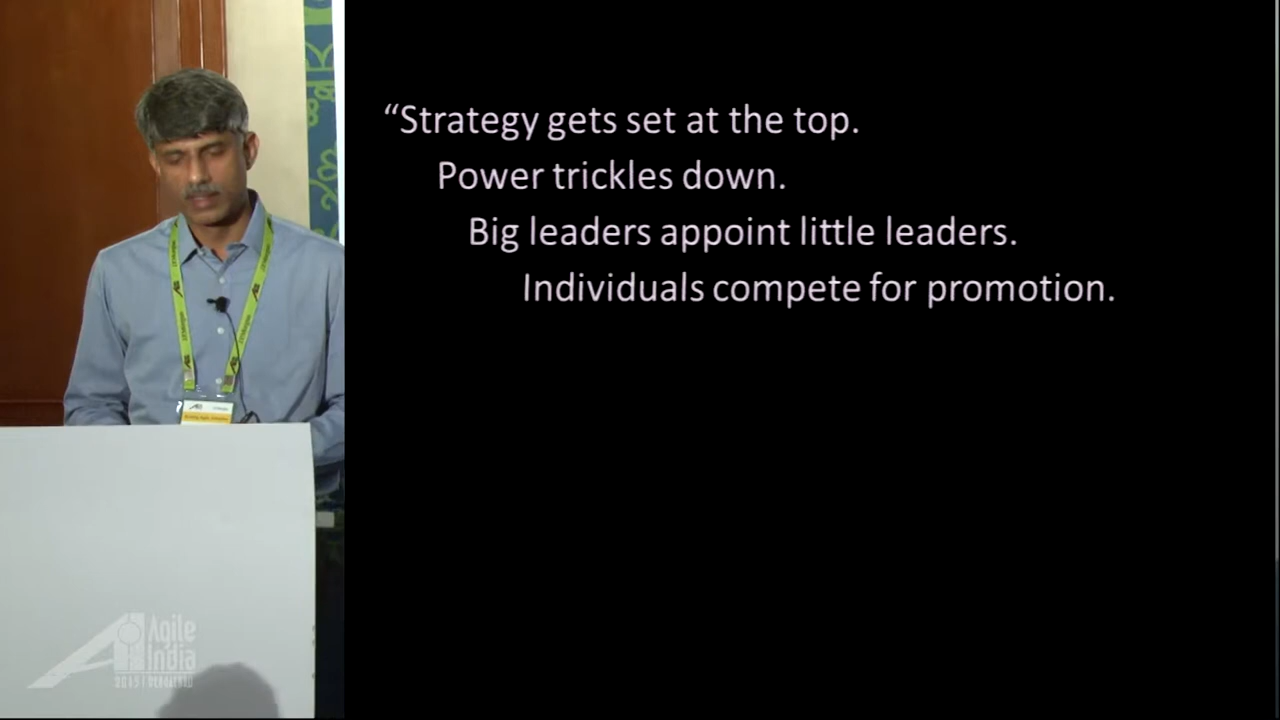 “Strategy gets set at the top.
Power trickles down.
Big leaders appoint little leaders.
Individuals compete for promotion.
Agile
India